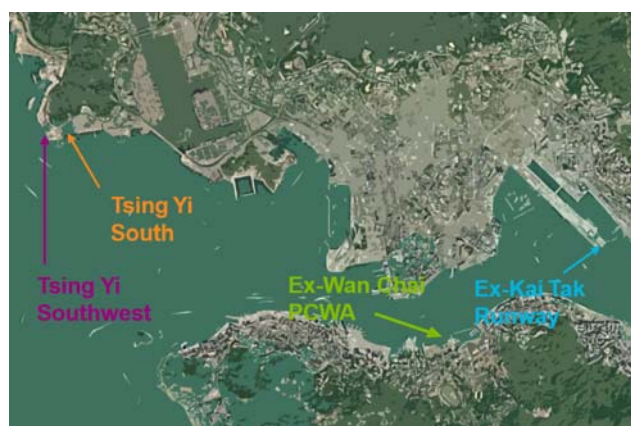 Tsing Yi
South
Tsing Yi
Southwest
Ex-Wan Chai
PCWA
Ex-Kai Tak
Runway